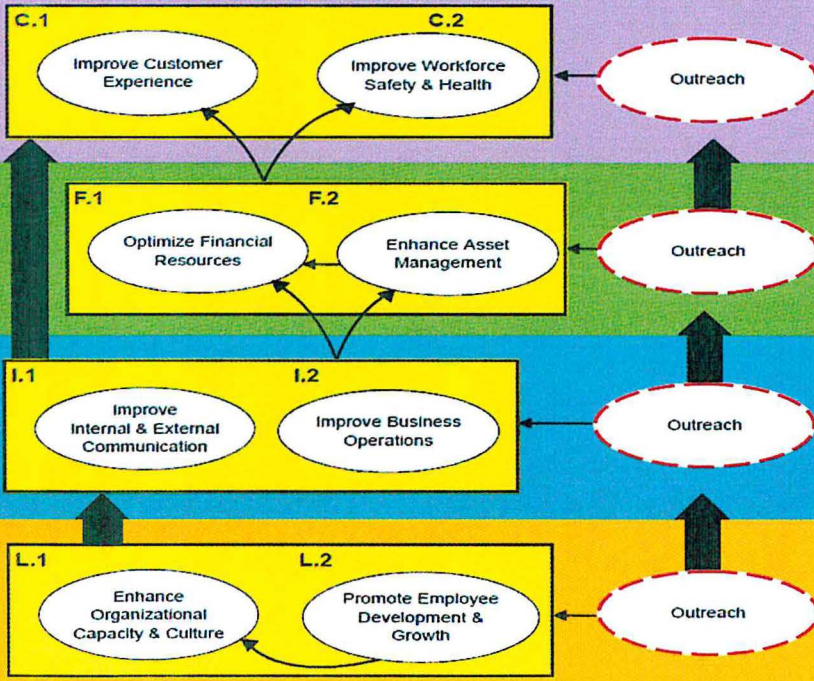 C.1
C.2
Improve Customer
Experience
Improve Workforce
Safety & Health
Outreach
F.1
F.2
Optimize Financial
Resources
Enhance Asset
Management
Outreach
I.1
I.2
Improve
Internal & External
Communication
Improve Business
Operations
Outreach
L.1
L.2
Enhance
Organizational
Capacity & Culture
Promote Employee
Development &
Growth
Outreach